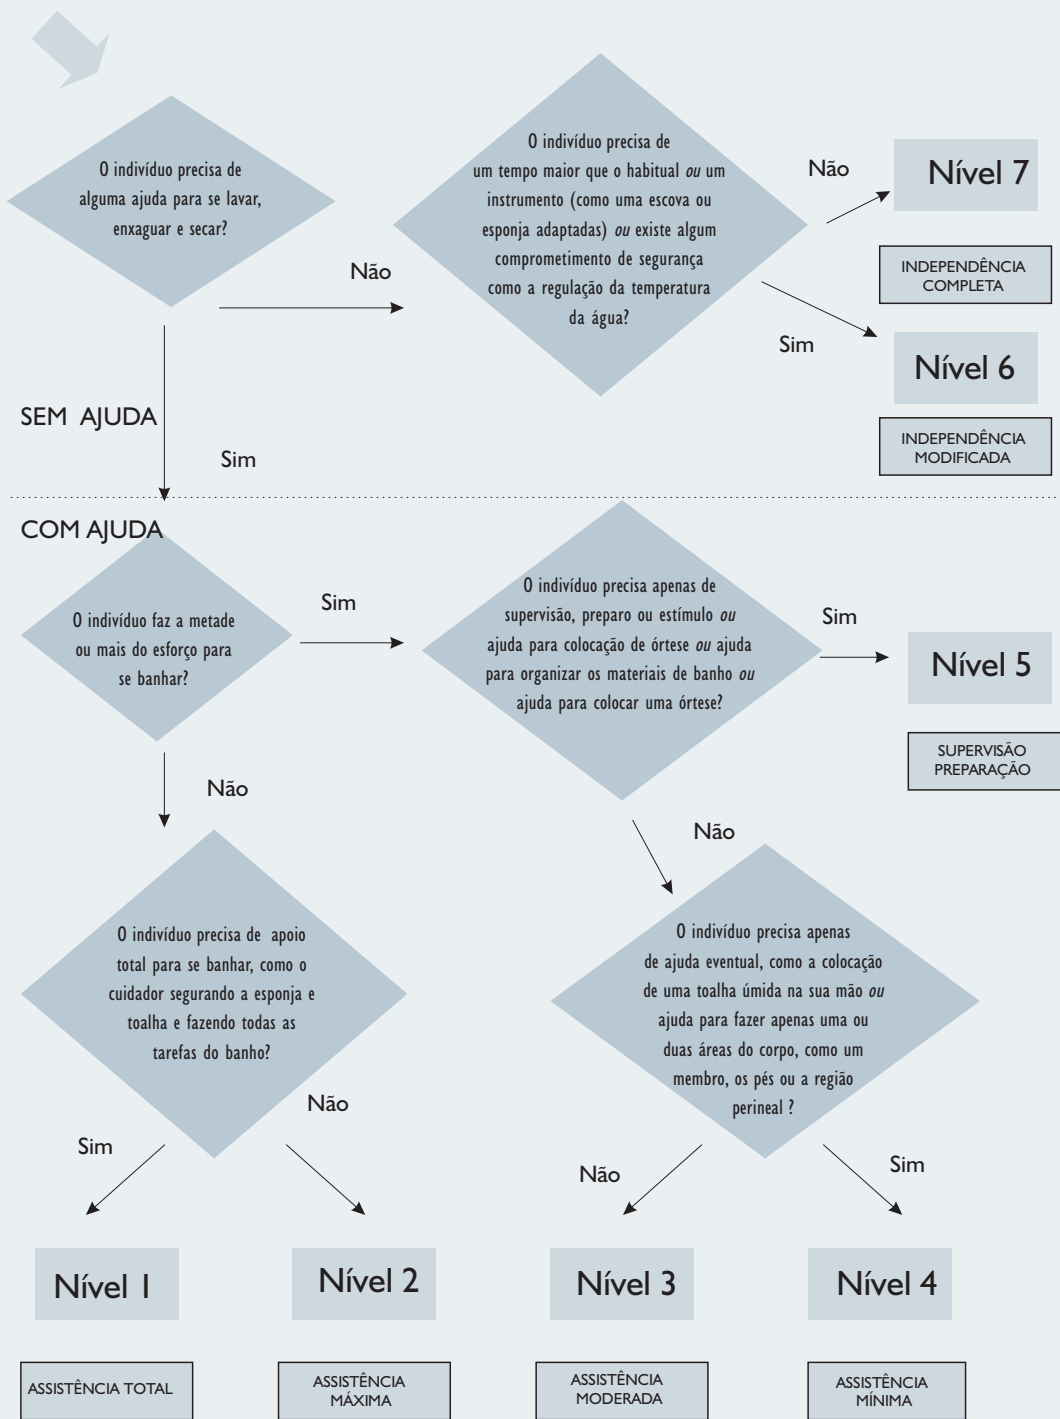 O indivíduo precisa de
alguma ajuda para se lavar,
enxaguar e secar?
Não
O indivíduo precisa de
um tempo maior que o habitual ou um
instrumento (como uma escova ou
esponja adaptadas) ou existe algum
comprometimento de segurança
como a regulação da temperatura
da água?
Não
Nível 7
INDEPENDÊNCIA
COMPLETA
Sim
Nível 6
INDEPENDÊNCIA
MODIFICADA
SEM AJUDA
Sim
COM AJUDA
O indivíduo faz a metade
ou mais do esforço para
se banhar?
Sim
O indivíduo precisa apenas de
supervisão, preparo ou estímulo ou
ajuda para colocação de órtese ou ajuda
para organizar os materiais de banho ou
ajuda para colocar uma órtese?
Sim
Nível 5
SUPERVISÃO
PREPARAÇÃO
Não
Não
O indivíduo precisa de apoio
total para se banhar, como o
cuidador segurando a esponja e
toalha e fazendo todas as
tarefas do banho?
O indivíduo precisa apenas
de ajuda eventual, como a colocação
de uma toalha úmida na sua mão ou
ajuda para fazer apenas uma ou
duas áreas do corpo, como um
membro, os pés ou a região
perineal ?
Sim
Não
Não
Sim
Nível 1
Nível 2
Nível 3
Nível 4
ASSISTÊNCIA TOTAL
ASSISTÊNCIA
MÁXIMA
ASSISTÊNCIA
MODERADA
ASSISTÊNCIA
MÍNIMA